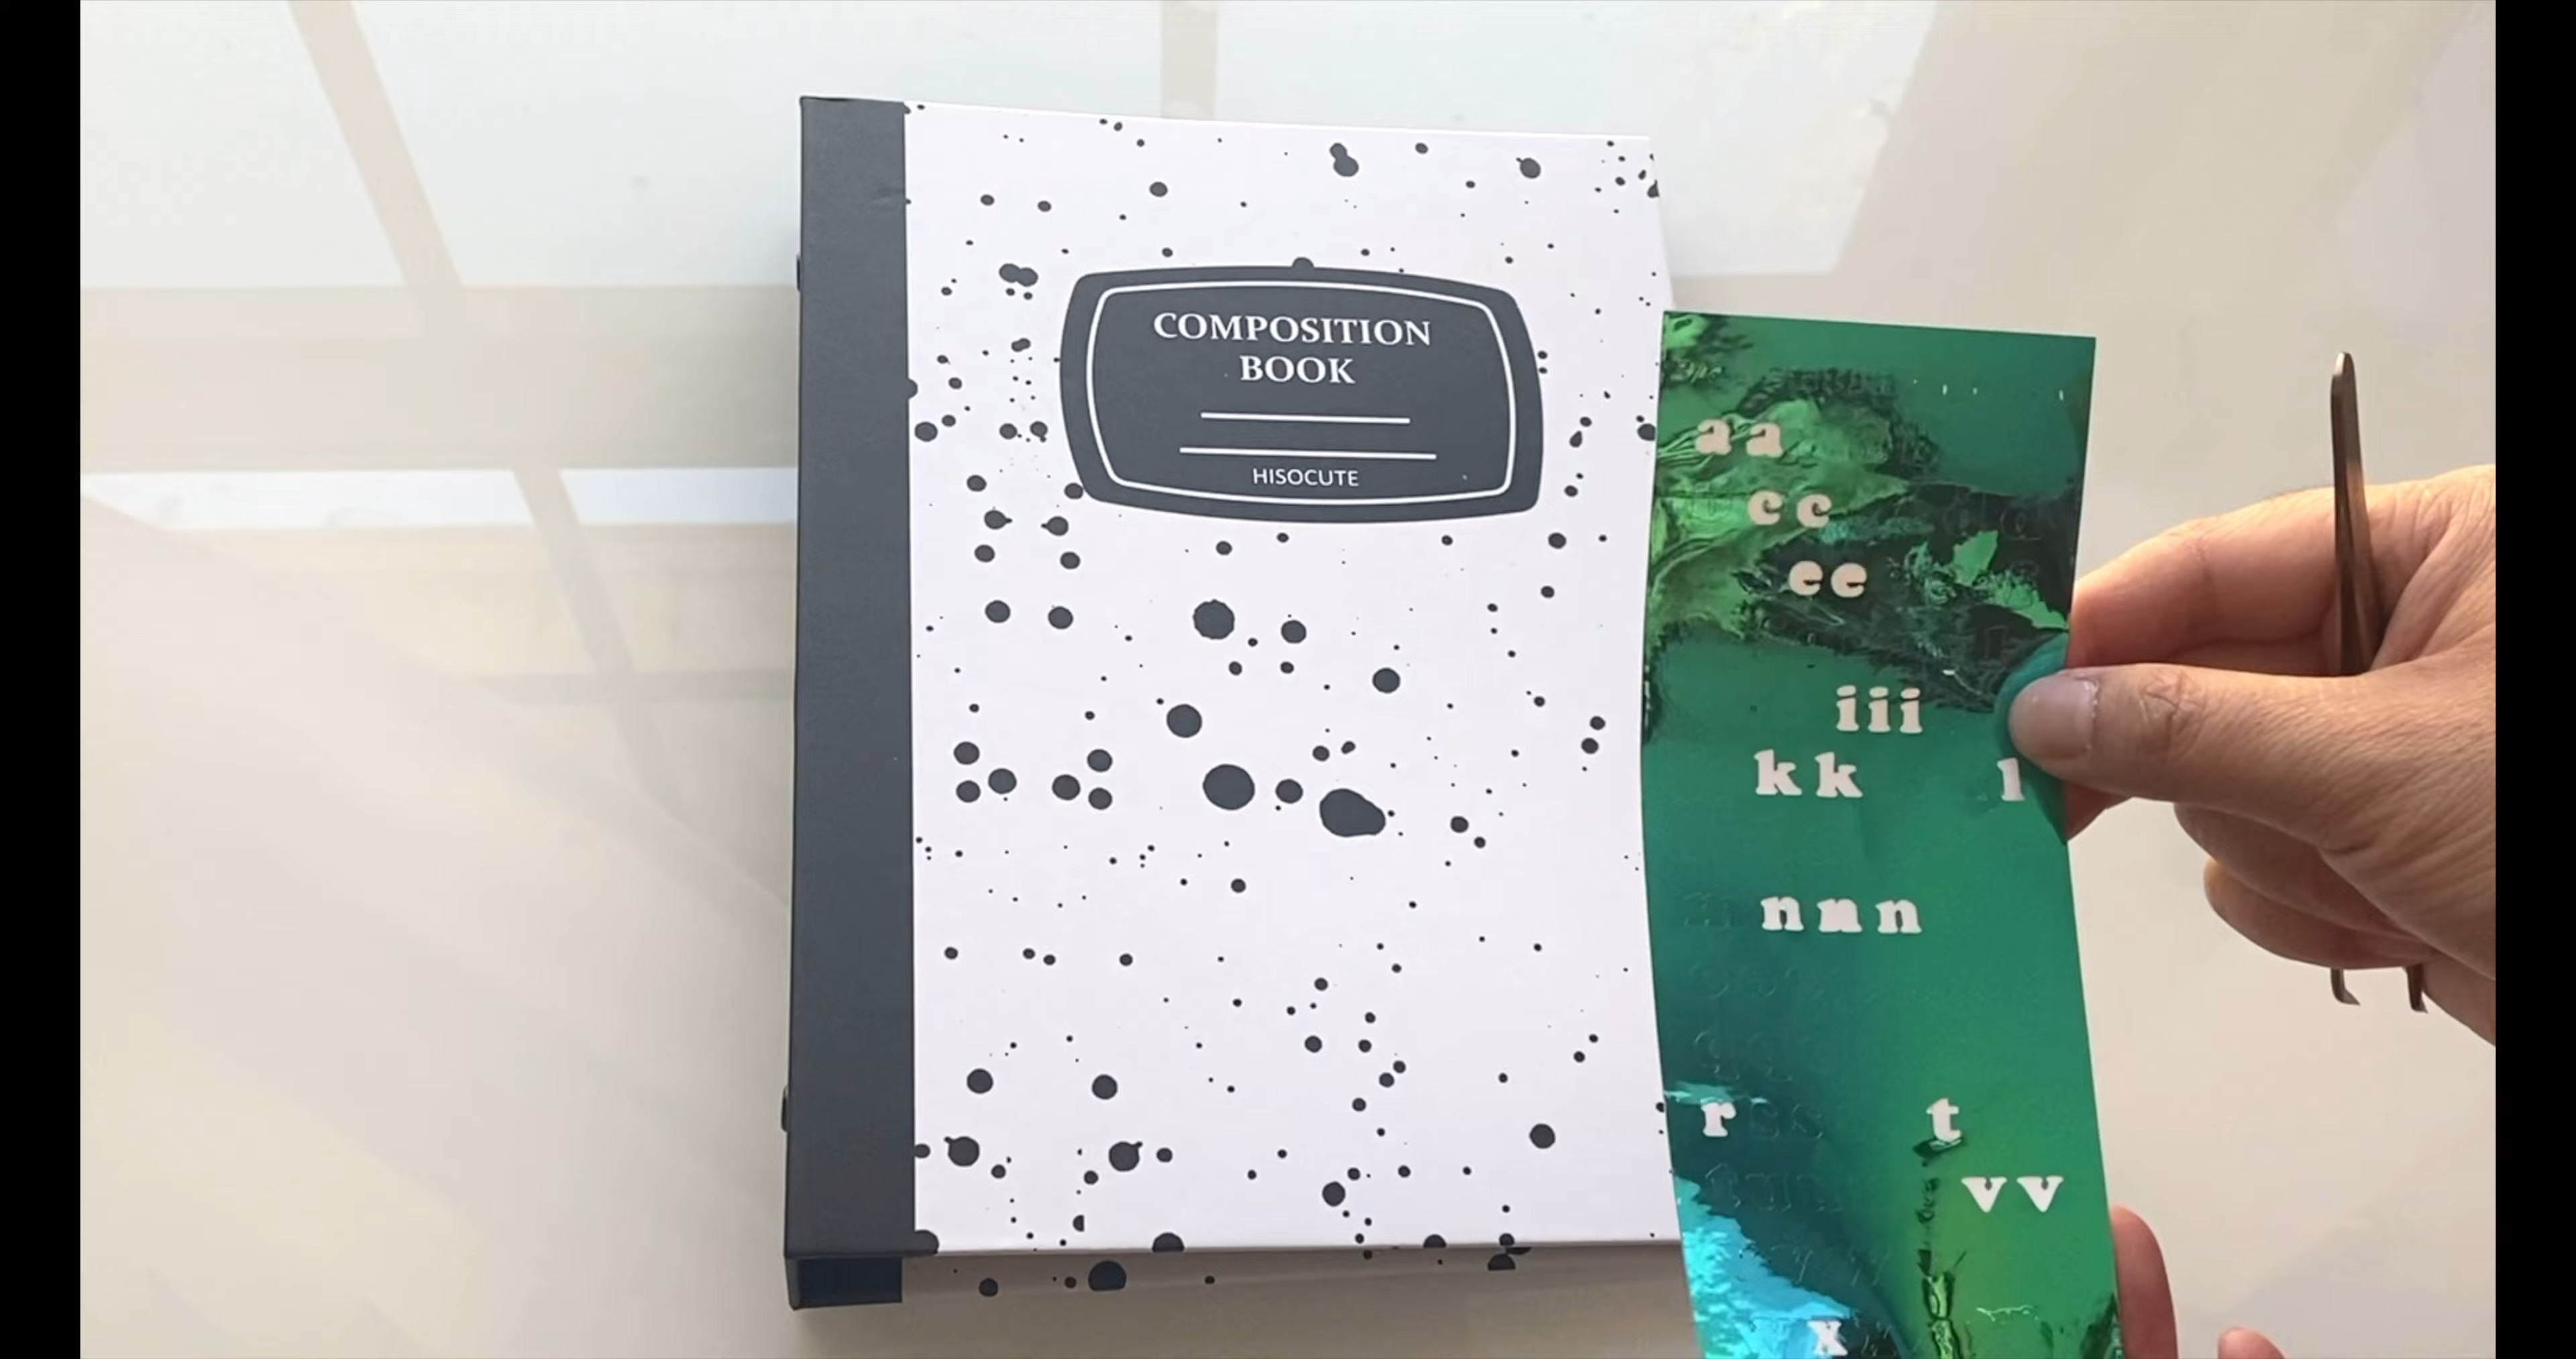 COMPOSITION
BOOK
HISOCUTE
aa
cc
ee
iii
kk l
nnn
r t
vv
x